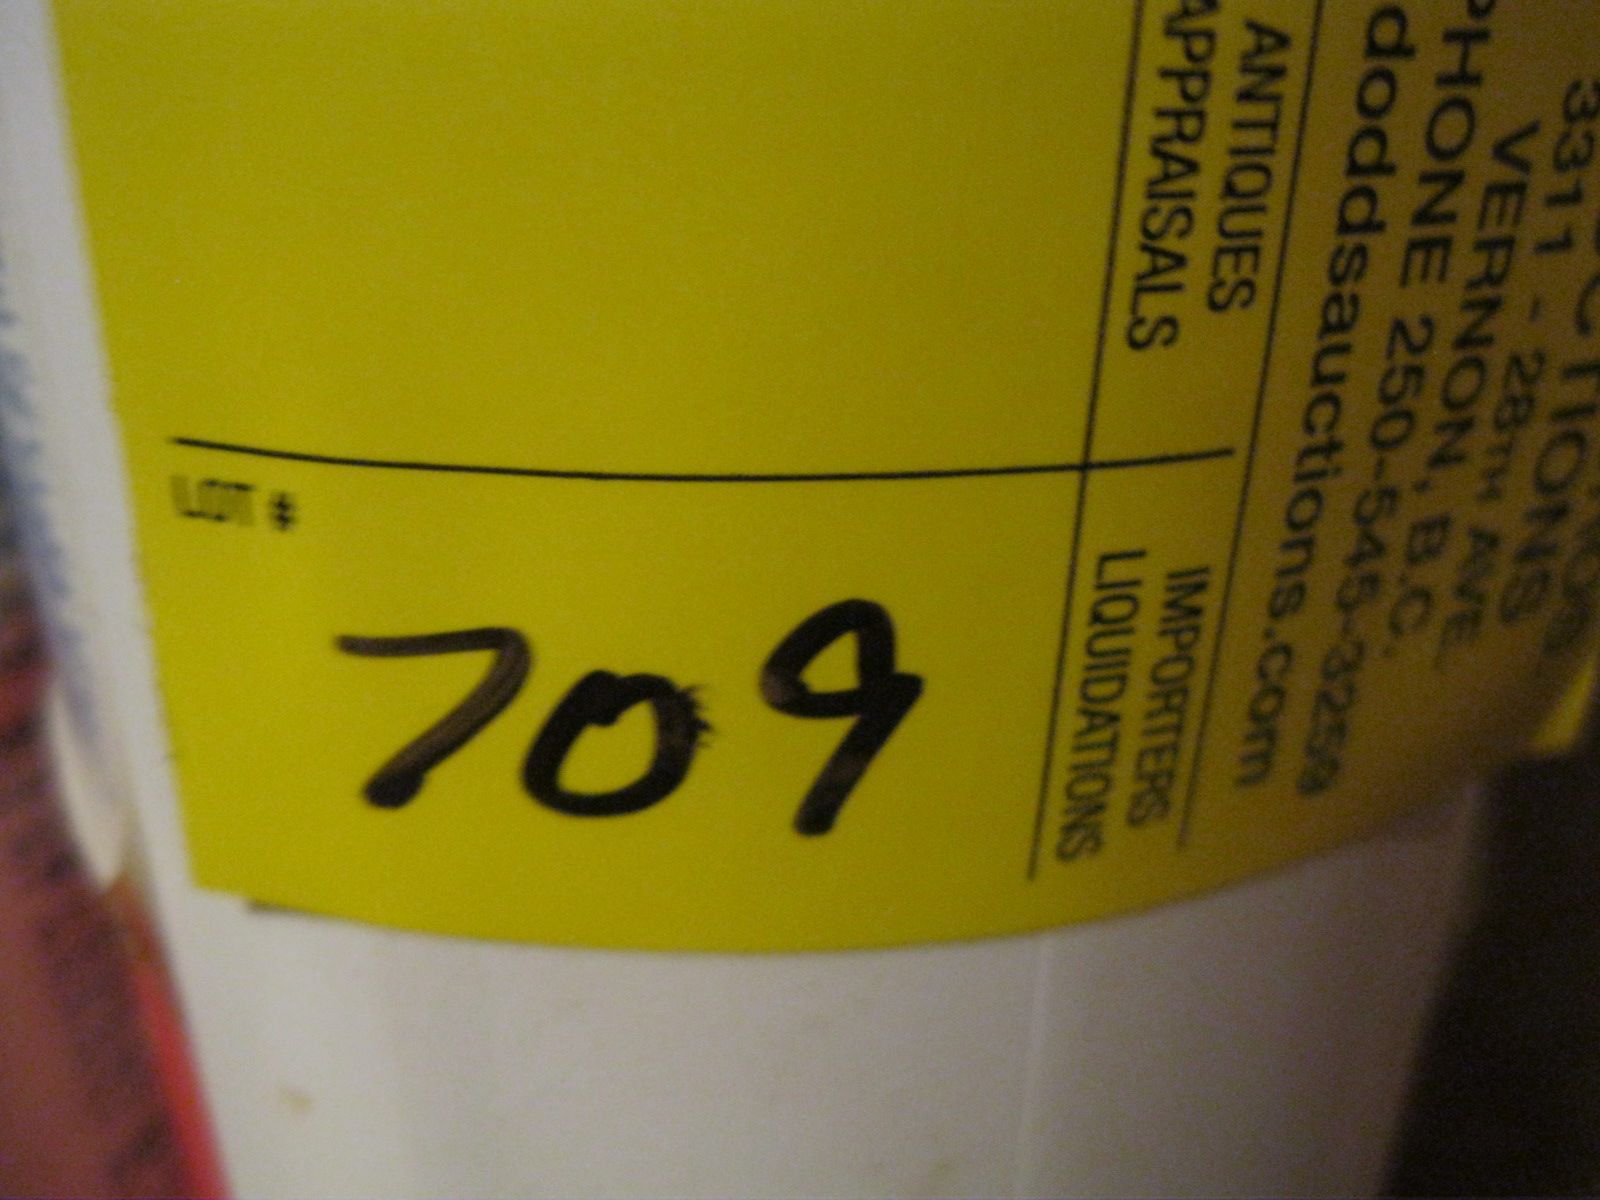 LOT #
709
ANTIQUES
APPRAISALS
IMPORTERS
LIQUIDATIONS
3311 - 28TH AVE
VERNON, B.C.
PHONE 250-545-3259
doddsauctions.com